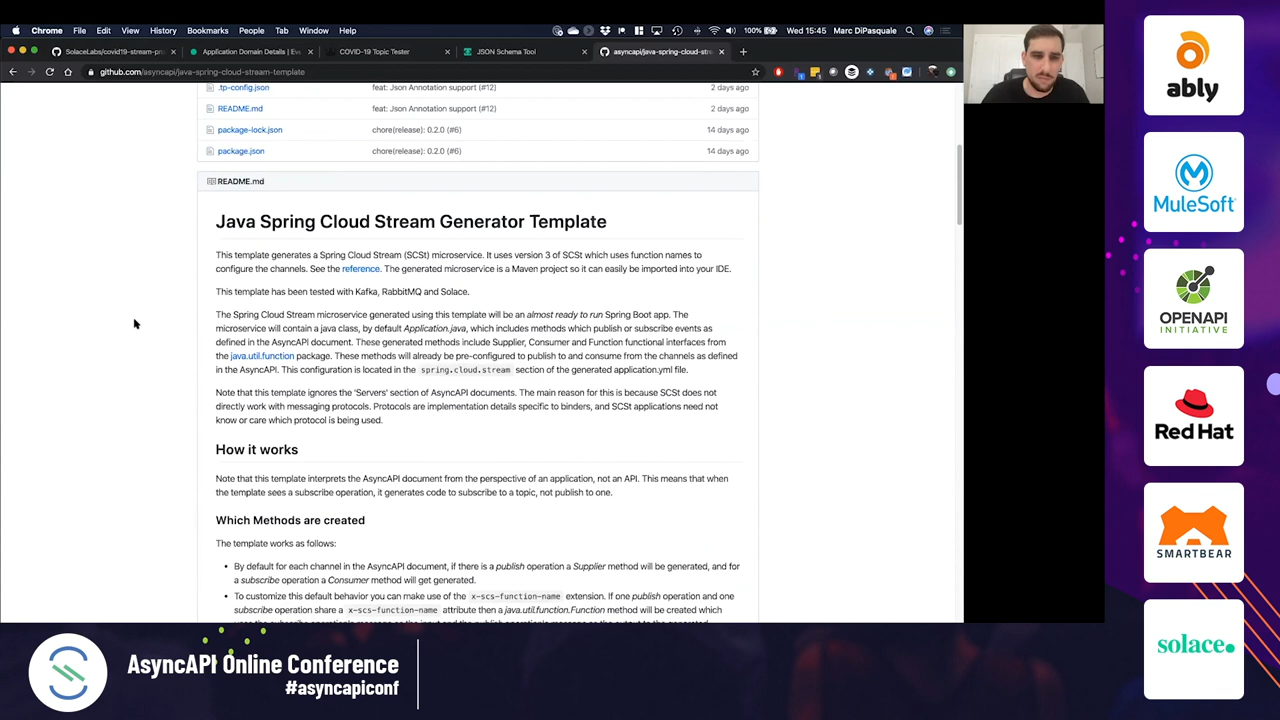 Chrome File Edit View History Bookmarks People Tab Window Help 100% Wed 15:45 Marc DiPasquale
SolaceLabs/covid19-stream-pr Application Domain Details | Eve COVID-19 Topic Tester JSON Schema Tool asyncapi/java-spring-cloud-stre
github.com/asyncapi/java-spring-cloud-stream-template
.tp-config.json feat: Json Annotation support (#12) 2 days ago
README.md feat: Json Annotation support (#12) 2 days ago
package-lock.json chore(release): 0.2.0 (#6) 14 days ago
package.json chore(release): 0.2.0 (#6) 14 days ago
README.md
Java Spring Cloud Stream Generator Template
This template generates a Spring Cloud Stream (SCSt) microservice. It uses version 3 of SCSt which uses function names to
configure the channels. See the reference. The generated microservice is a Maven project so it can easily be imported into your IDE.
This template has been tested with Kafka, RabbitMQ and Solace.
The Spring Cloud Stream microservice generated using this template will be an almost ready to run Spring Boot app. The
microservice will contain a java class, by default Application.java, which includes methods which publish or subscribe events as
defined in the AsyncAPI document. These generated methods include Supplier, Consumer and Function functional interfaces from
the java.util.function package. These methods will already be pre-configured to publish to and consume from the channels as defined
in the AsyncAPI. This configuration is located in the spring.cloud.stream section of the generated application.yml file.
Note that this template ignores the 'Servers' section of AsyncAPI documents. The main reason for this is because SCSt does not
directly work with messaging protocols. Protocols are implementation details specific to binders, and SCSt applications need not
know or care which protocol is being used.
How it works
Note that this template interprets the AsyncAPI document from the perspective of an application, not an API. This means that when
the template sees a subscribe operation, it generates code to subscribe to a topic, not publish to one.
Which Methods are created
The template works as follows:
• By default for each channel in the AsyncAPI document, if there is a publish operation a Supplier method will be generated, and for
a subscribe operation a Consumer method will get generated.
• To customize this default behavior you can make use of the x-scs-function-name extension. If one publish operation and one
subscribe operation share a x-scs-function-name attribute then a java.util.function.Function method will be created which
ably
MuleSoft
OPENAPI
INITIATIVE
Red Hat
SMARTBEAR
solace.
AsyncAPI Online Conference
#asyncapiconf